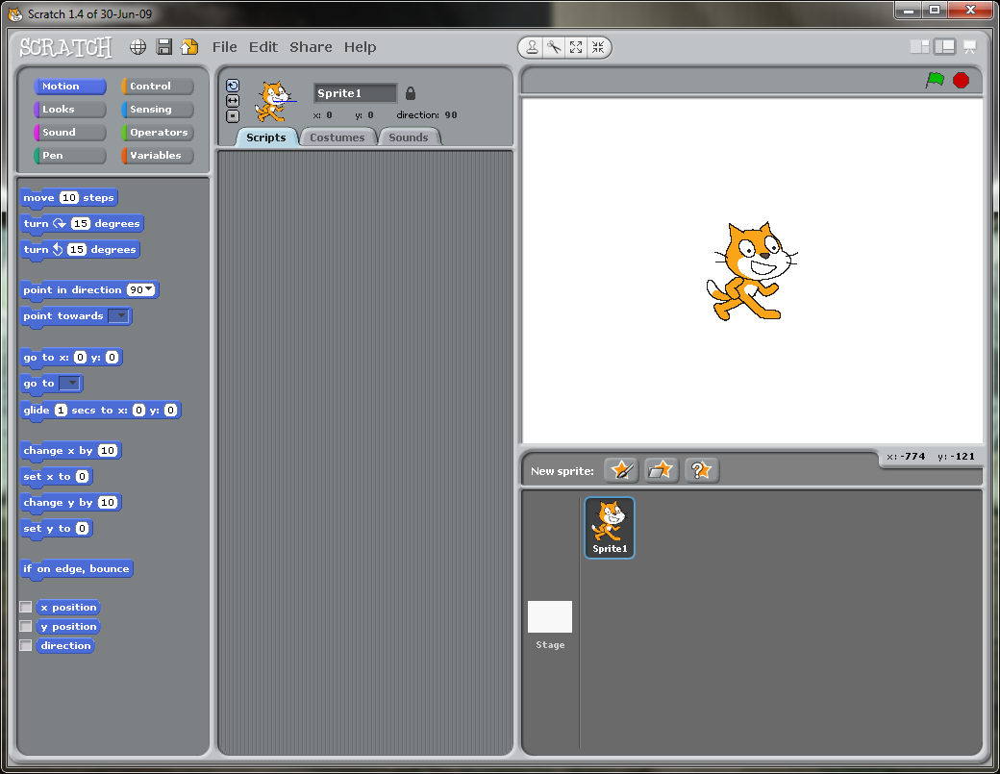 Scratch 1.4 of 30-Jun-09
SCRATCH File Edit Share Help
Motion Control
Looks Sensing
Sound Operators
Pen Variables
Sprite1
x: 0 y: 0 direction: 90
Scripts Costumes Sounds
move 10 steps
turn 15 degrees
turn 15 degrees
point in direction 90
point towards
go to x: 0 y: 0
go to
glide 1 secs to x: 0 y: 0
change x by 10
set x to 0
change y by 10
set y to 0
if on edge, bounce
x position
y position
direction
x: -774 y: -121
New sprite:
Sprite1
Stage